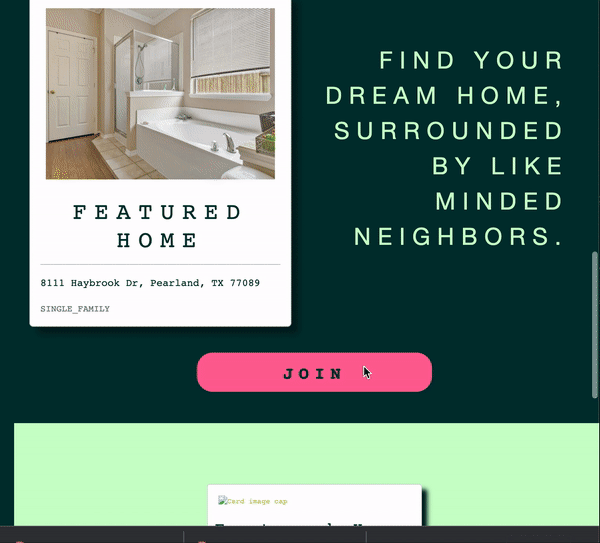 FIND YOUR
DREAM HOME,
SURROUNDED
BY LIKE
MINDED
NEIGHBORS.
FEATURED
HOME
8111 Haybrook Dr, Pearland, TX 77089
SINGLE_FAMILY
JOIN
Card image cap